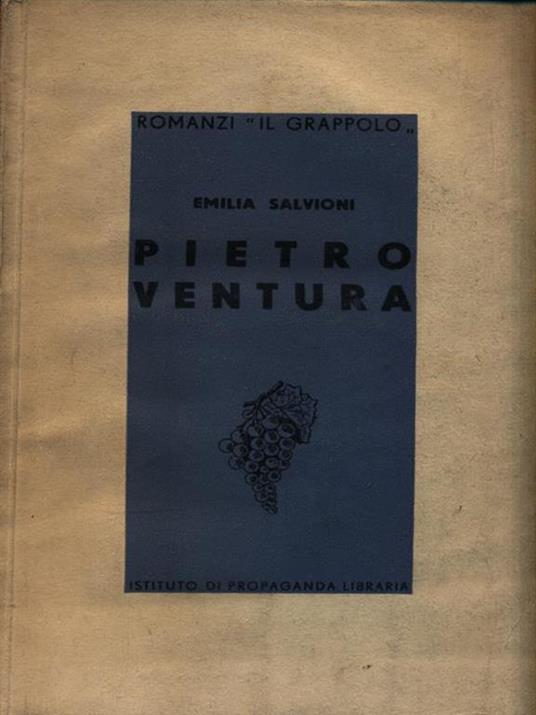 ROMANZI "IL GRAPPOLO„
EMILIA SALVIONI
PIETRO
VENTURA
ISTITUTO DI PROPAGANDA LIBRARIA